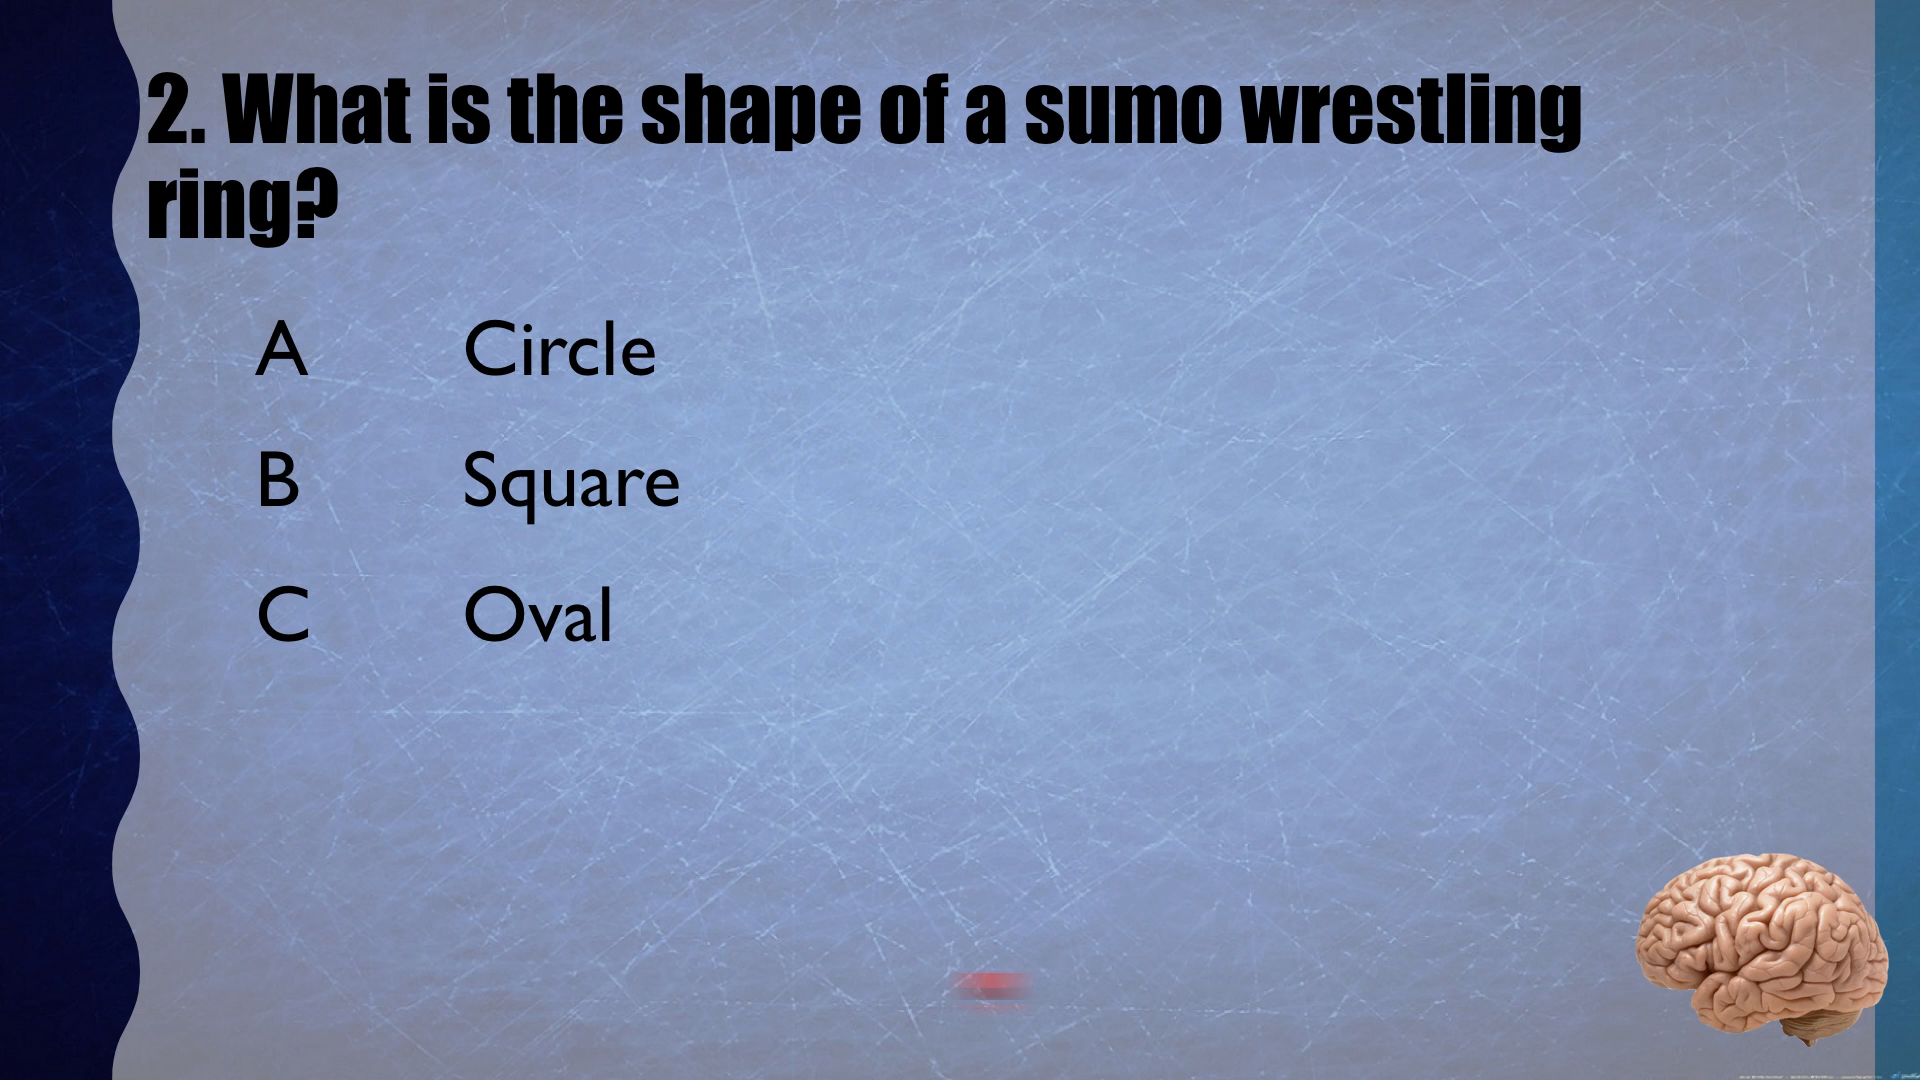 2. What is the shape of a sumo wrestling
ring?
A Circle
B Square
C Oval